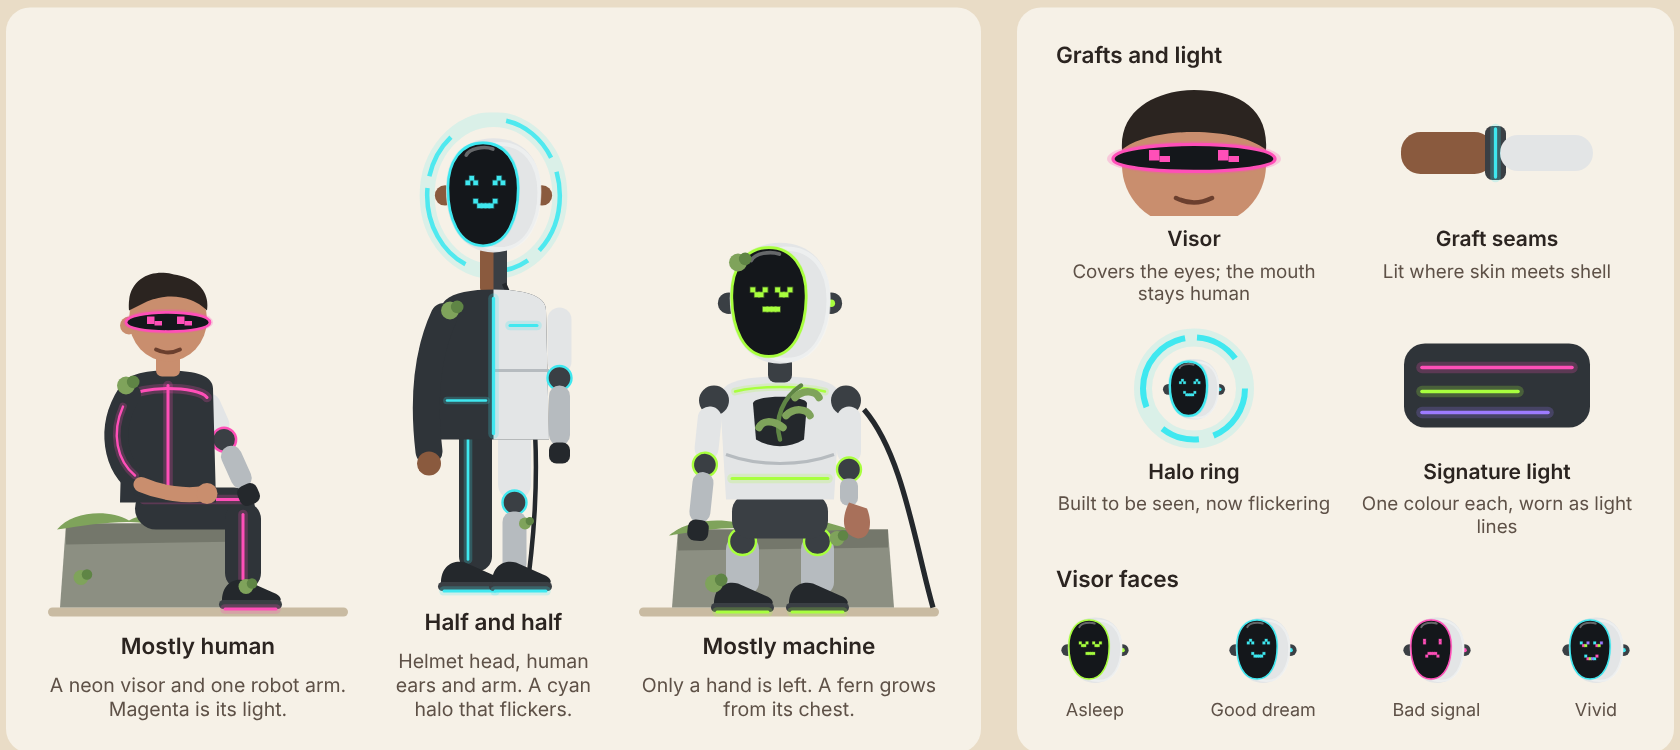 Mostly human
A neon visor and one robot arm.
Magenta is its light.
Half and half
Helmet head, human
ears and arm. A cyan
halo that flickers.
Mostly machine
Only a hand is left. A fern grows
from its chest.
Grafts and light
Visor
Covers the eyes; the mouth
stays human
Graft seams
Lit where skin meets shell
Halo ring
Built to be seen, now flickering
Signature light
One colour each, worn as light
lines
Visor faces
Asleep
Good dream
Bad signal
Vivid